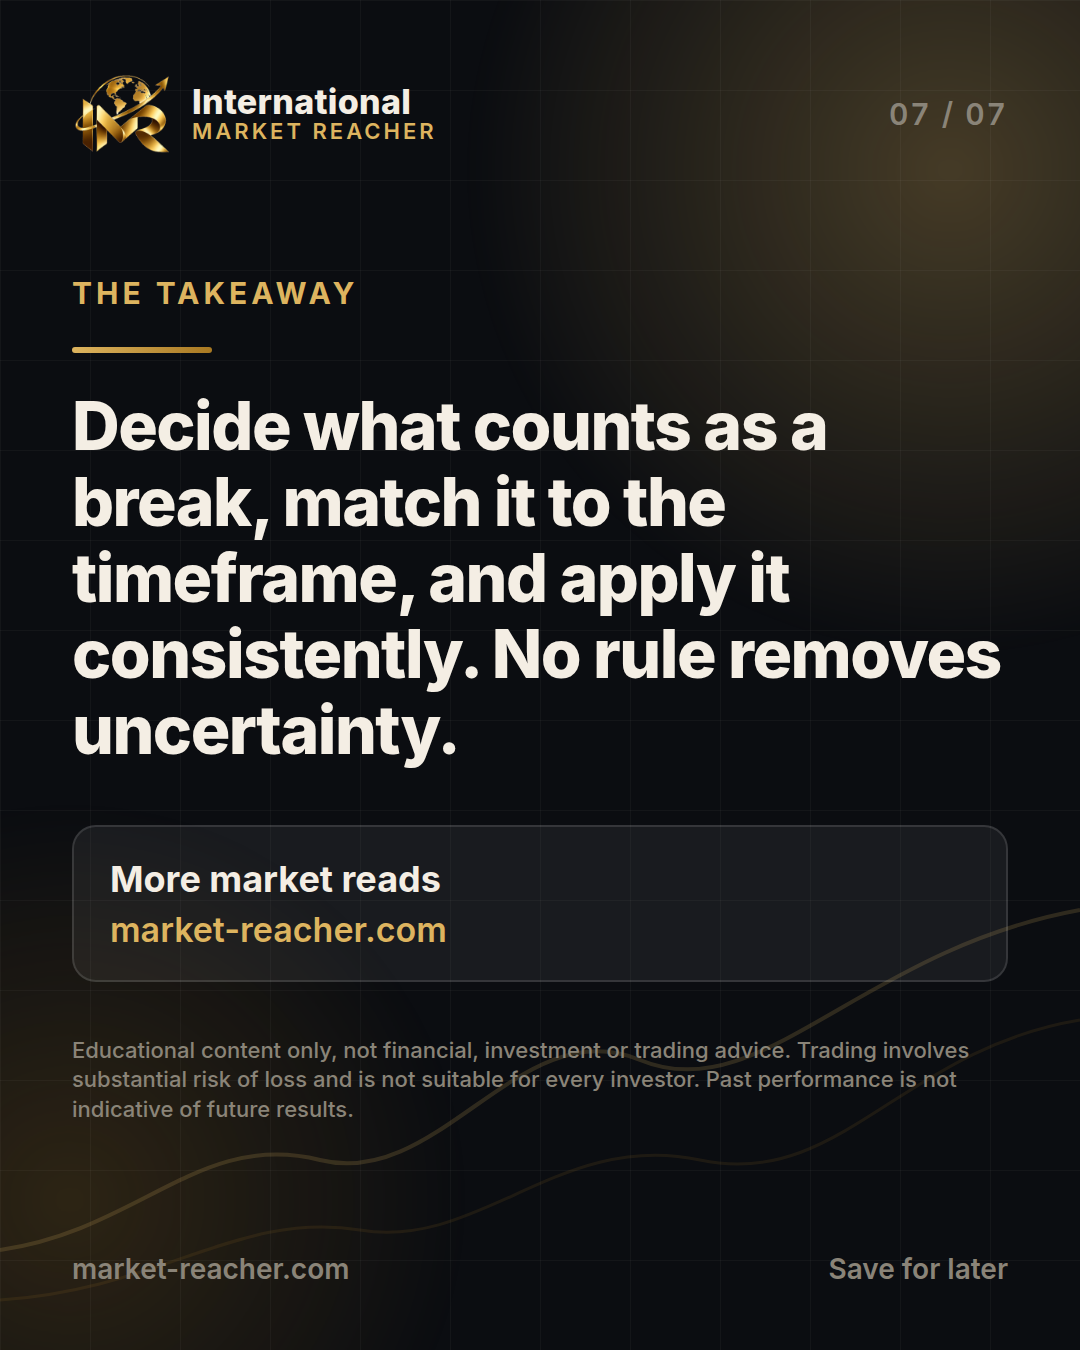 IMR
International
MARKET REACHER
07 / 07
THE TAKEAWAY
Decide what counts as a
break, match it to the
timeframe, and apply it
consistently. No rule removes
uncertainty.
More market reads
market-reacher.com
Educational content only, not financial, investment or trading advice. Trading involves
substantial risk of loss and is not suitable for every investor. Past performance is not
indicative of future results.
market-reacher.com
Save for later